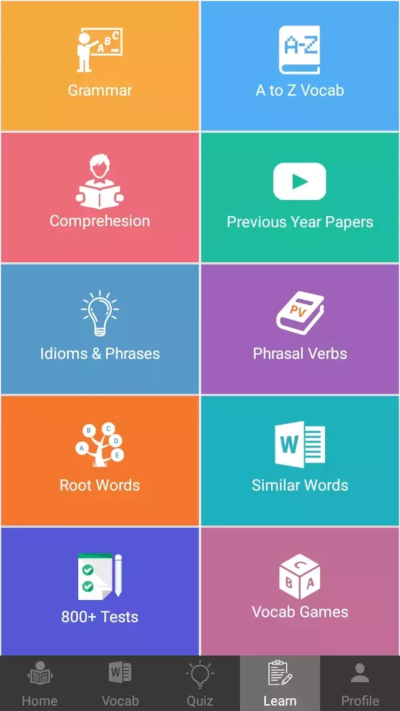 Grammar
A to Z Vocab
Comprehesion
Previous Year Papers
Idioms & Phrases
Phrasal Verbs
Root Words
Similar Words
800+ Tests
Vocab Games
Home
Vocab
Quiz
Learn
Profile
A B C
A-Z
PV
A B C D E
W
B C A
W